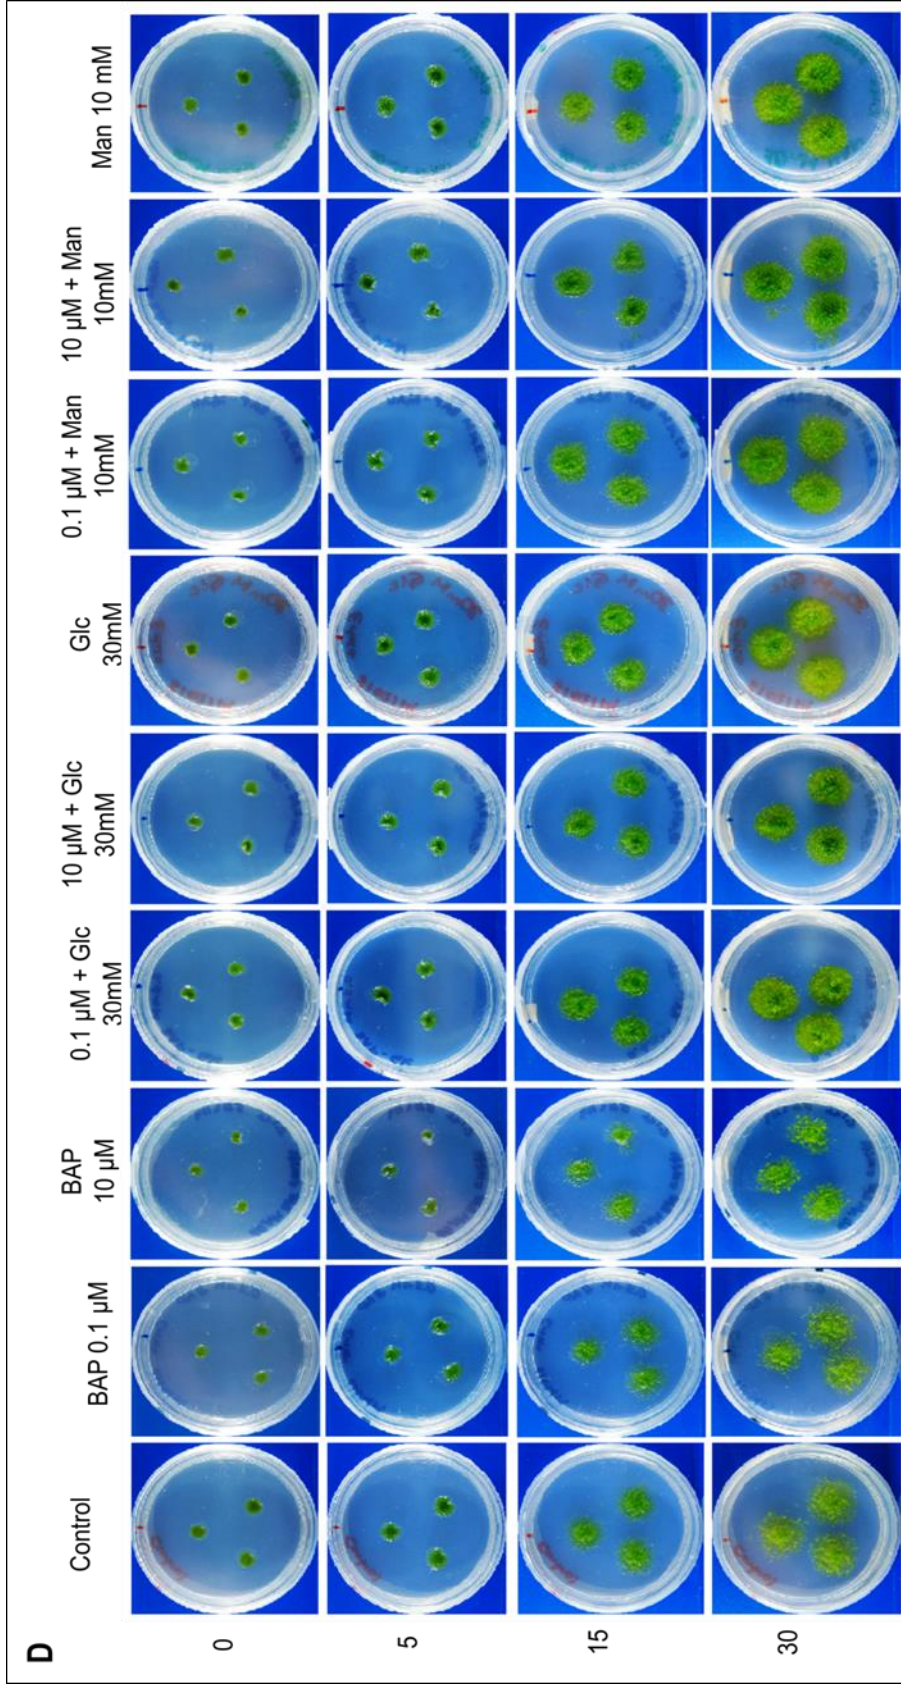 D
Control
BAP 0.1 µM
BAP
10 µM
0.1 µM + Glc
30mM
10 µM + Glc
30mM
Glc
30mM
0.1 µM + Man
10mM
10 µM + Man
10mM
Man 10 mM
0
5
15
30